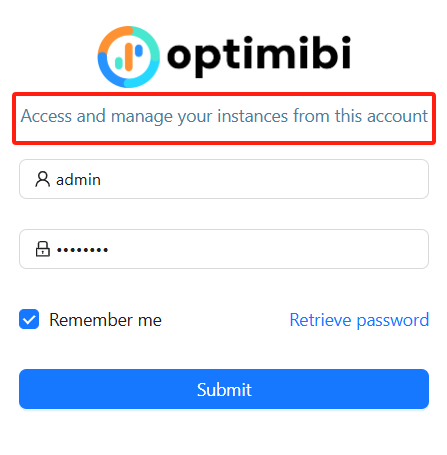 optimibi
Access and manage your instances from this account
admin
••••••••
Remember me
Retrieve password
Submit